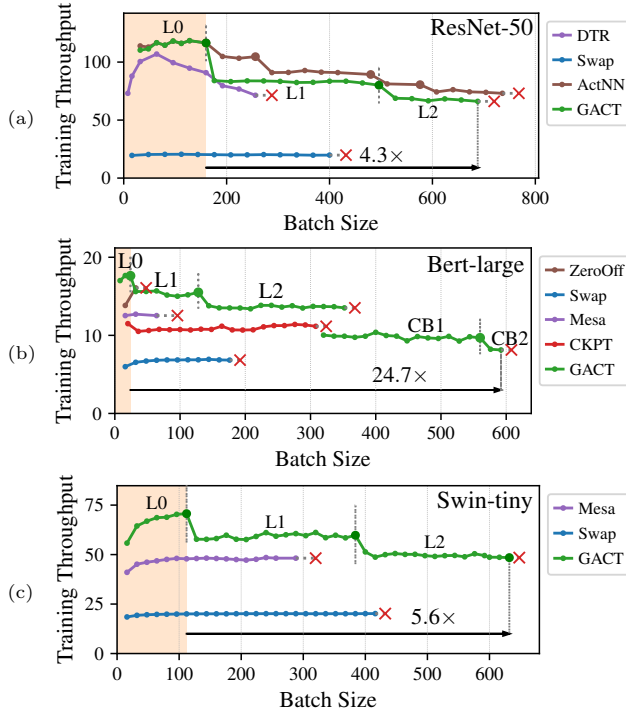 (a)
Training Throughput
100
50
0
L0
L1
L2
4.3×
ResNet-50
0 200 400 600 800
Batch Size
DTR
Swap
ActNN
GACT
(b)
Training Throughput
20
10
0
L0
L1
L2
CB1
CB2
24.7×
Bert-large
0 100 200 300 400 500 600
Batch Size
ZeroOff
Swap
Mesa
CKPT
GACT
(c)
Training Throughput
75
50
25
0
L0
L1
L2
5.6×
Swin-tiny
0 100 200 300 400 500 600
Batch Size
Mesa
Swap
GACT